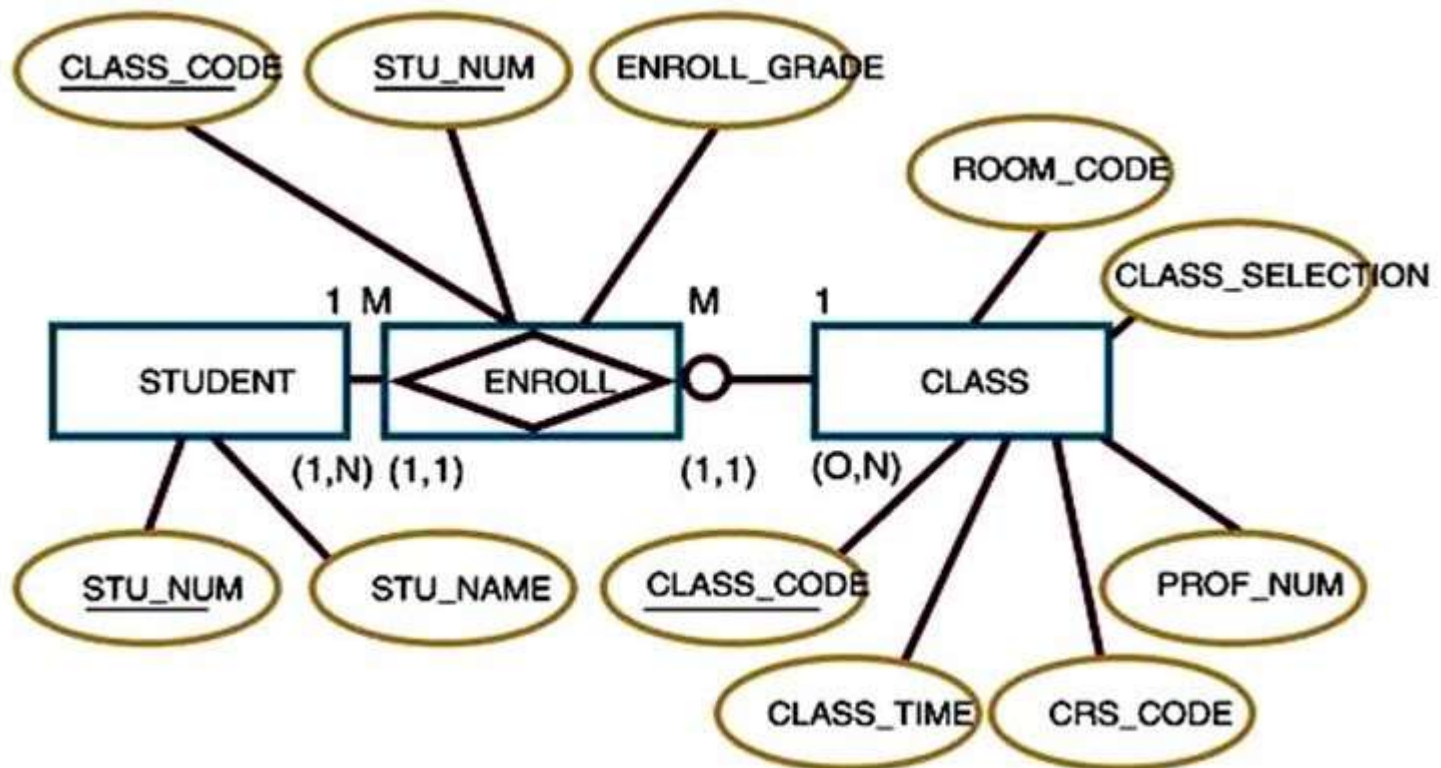 CLASS_CODE
STU_NUM
ENROLL_GRADE
ROOM_CODE
CLASS_SELECTION
1 M
M
1
STUDENT
ENROLL
CLASS
(1,N) (1,1)
(1,1)
(O,N)
STU_NUM
STU_NAME
CLASS_CODE
PROF_NUM
CLASS_TIME
CRS_CODE